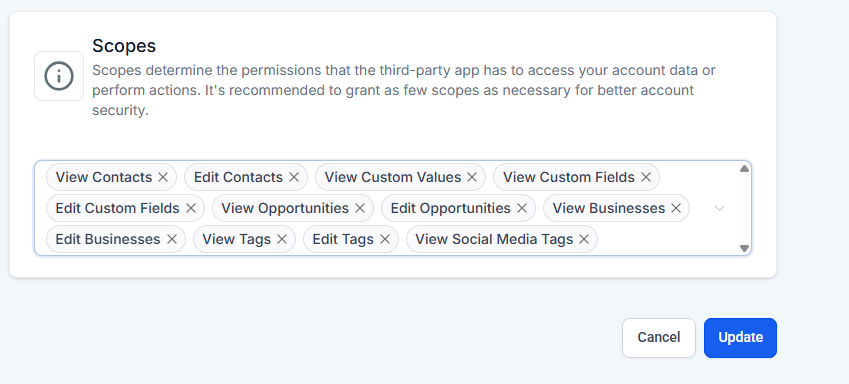 Scopes
Scopes determine the permissions that the third-party app has to access your account data or
perform actions. It's recommended to grant as few scopes as necessary for better account
security.
View Contacts × Edit Contacts × View Custom Values × View Custom Fields ×
Edit Custom Fields × View Opportunities × Edit Opportunities × View Businesses ×
Edit Businesses × View Tags × Edit Tags × View Social Media Tags ×
Cancel Update